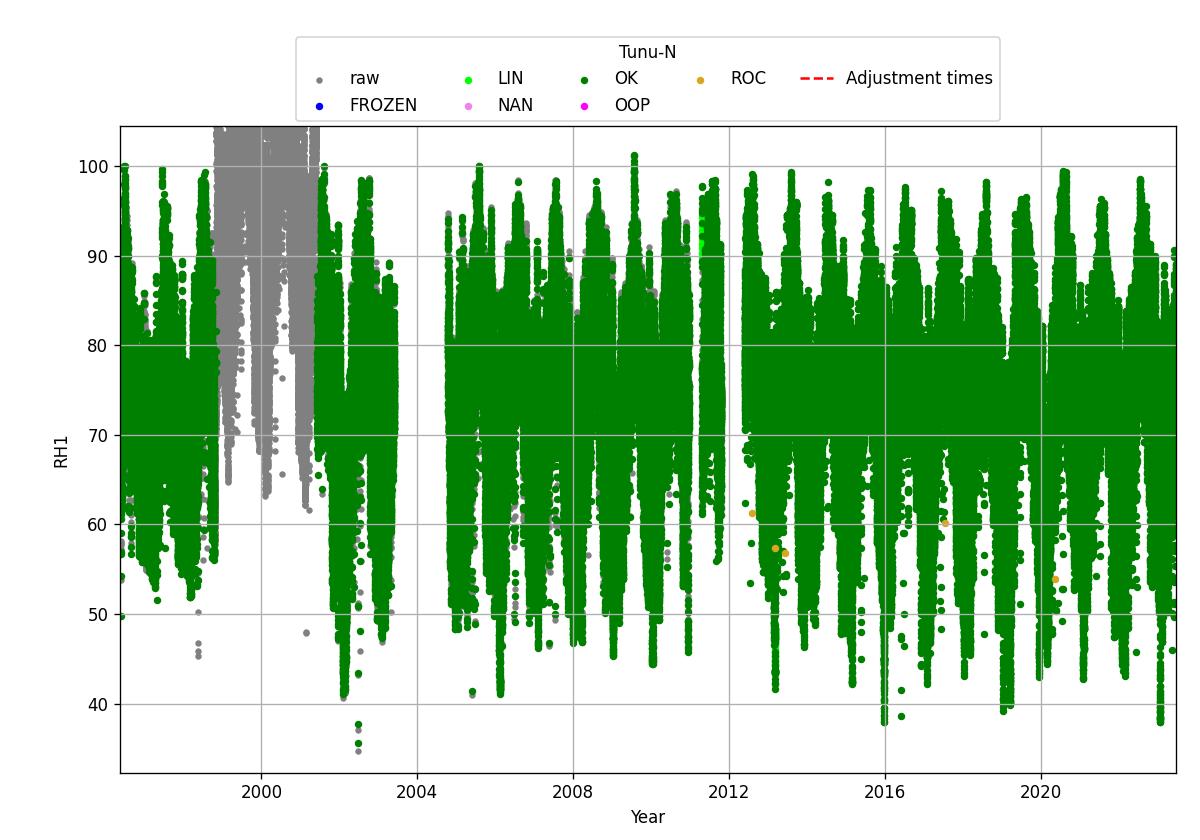 Tunu-N
raw LIN OK ROC Adjustment times
FROZEN NAN OOP
100
90
80
70
60
50
40
RH1
2000 2004 2008 2012 2016 2020
Year